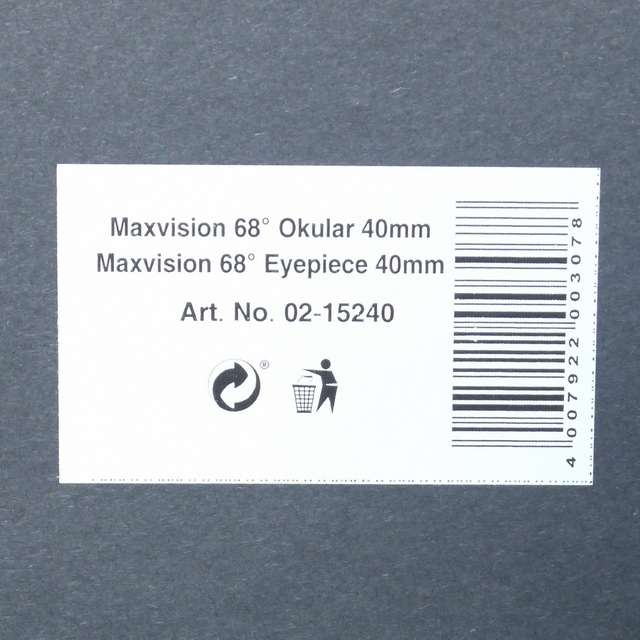 Maxvision 68° Okular 40mm
Maxvision 68° Eyepiece 40mm
Art. No. 02-15240
®
4 007922 003078